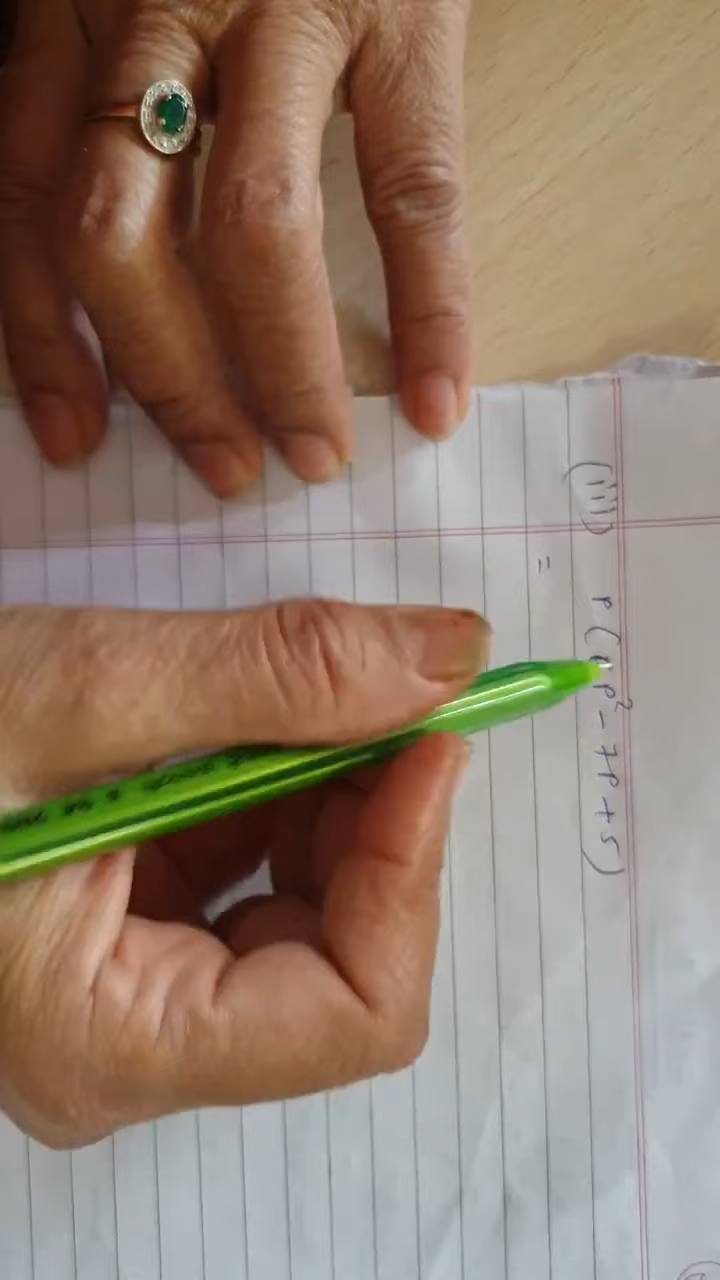 (iii) P(P² - 7P + 5)
=